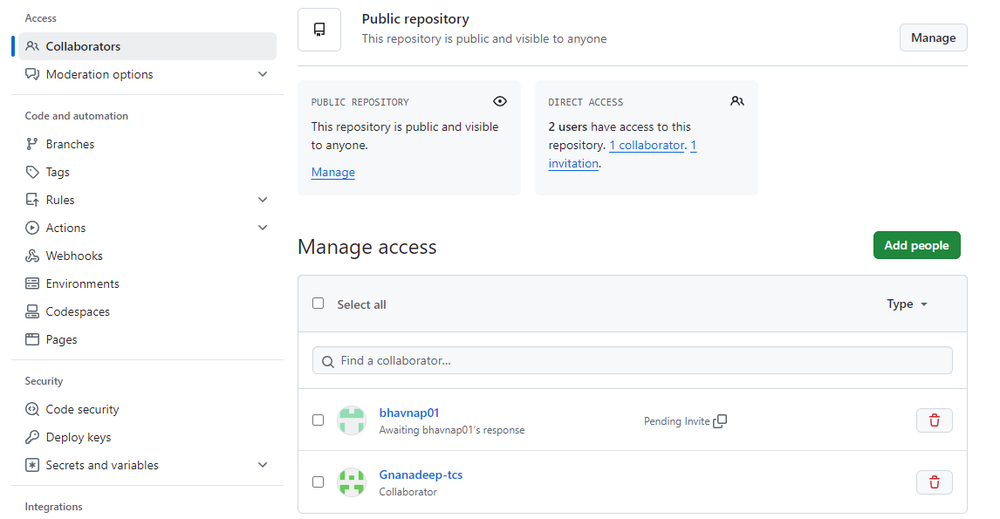 Access
Collaborators
Moderation options
Code and automation
Branches
Tags
Rules
Actions
Webhooks
Environments
Codespaces
Pages
Security
Code security
Deploy keys
Secrets and variables
Integrations
Public repository
This repository is public and visible to anyone
Manage
PUBLIC REPOSITORY
This repository is public and visible
to anyone.
Manage
DIRECT ACCESS
2 users have access to this
repository. 1 collaborator. 1
invitation.
Manage access
Add people
Select all
Type
Find a collaborator...
bhavnap01
Awaiting bhavnap01's response
Pending Invite
Gnanadeep-tcs
Collaborator